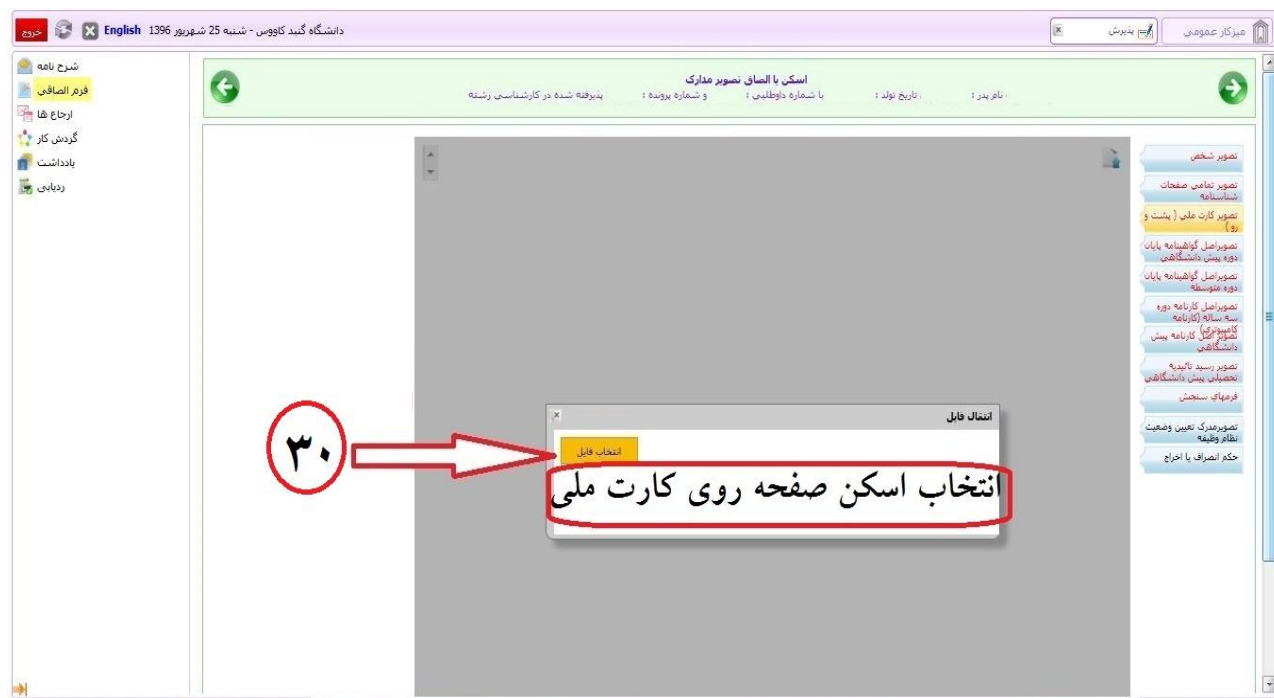 میزکار عمومی
پذیرش
دانشگاه گنبد کاووس - شنبه 25 شهریور 1396 English
خروج
شرح نامه
فرم الصاقی
ارجاع ها
گردش کار
یادداشت
ردیابی
اسکن یا الصاق تصویر مدارک
نام پدر : تاریخ تولد : با شماره داوطلبی : و شماره پرونده : پذیرفته شده در کارشناسی رشته
تصویر شخص
تصویر تمامی صفحات
شناسنامه
تصویر کارت ملی ( پشت و
رو )
تصویراصل گواهینامه پایان
دوره پیش دانشگاهی
تصویراصل گواهینامه پایان
دوره متوسطه
تصویراصل کارنامه دوره
سه ساله (کارنامه
کامپیوتری)
تصویر اصل کارنامه پیش
دانشگاهی
تصویر رسید تائیدیه
تحصیلی پیش دانشگاهی
فرمهای سنجش
تصویرمدرک تعیین وضعیت
نظام وظیفه
حکم انصراف یا اخراج
انتقال فایل
انتخاب فایل
۳۰
انتخاب اسکن صفحه روی کارت ملی